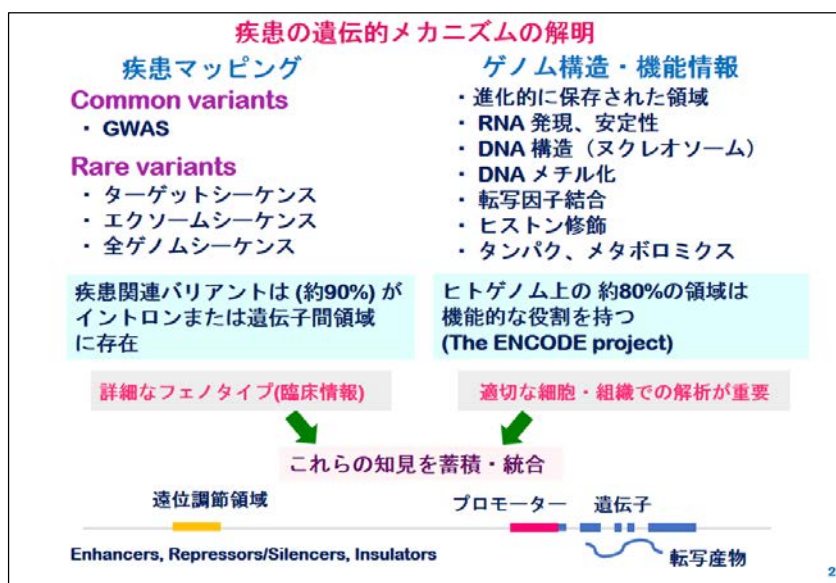 疾患の遺伝的メカニズムの解明
疾患マッピング
Common variants
・ GWAS
Rare variants
・ ターゲットシーケンス
・ エクソームシーケンス
・ 全ゲノムシーケンス
疾患関連バリアントは (約90%) が
イントロンまたは遺伝子間領域
に存在
詳細なフェノタイプ(臨床情報)
ゲノム構造・機能情報
・進化的に保存された領域
・ RNA 発現、安定性
・ DNA 構造（ヌクレオソーム）
・ DNA メチル化
・ 転写因子結合
・ ヒストン修飾
・ タンパク、メタボロミクス
ヒトゲノム上の 約80%の領域は
機能的な役割を持つ
(The ENCODE project)
適切な細胞・組織での解析が重要
これらの知見を蓄積・統合
遠位調節領域
プロモーター
遺伝子
Enhancers, Repressors/Silencers, Insulators
転写産物
2